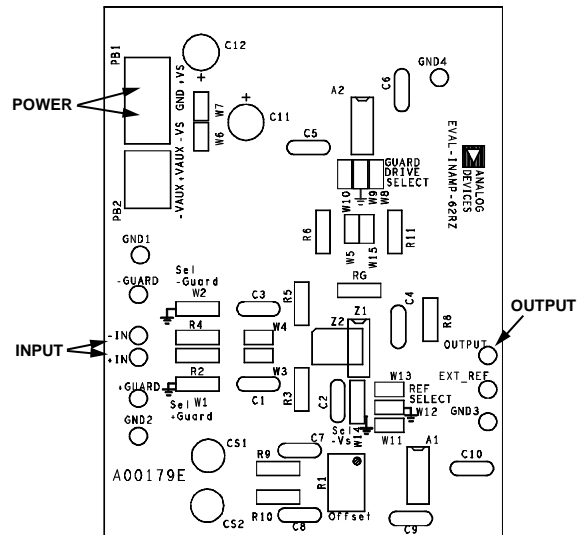 C12
PB1
GND +VS
POWER
-VS
W7
W6
C11
+
+
A2
C6
GND4
C5
EVAL-INAMP-62RZ
ANALOG
DEVICES
GUARD
DRIVE
SELECT
-VAUX +VAUX
PB2
W10
W9
W8
R6
W5
W15
R11
GND1
-GUARD
Sel
-Guard
W2
C3
R5
RG
C4
R8
R4
W4
Z2
Z1
OUTPUT
OUTPUT
-IN
INPUT
+IN
R2
W3
W13
REF
SELECT
EXT_REF
+GUARD
W1
Sel
+Guard
C1
R3
C2
W14
Sel
-Vs
W12
W11
GND3
GND2
CS1
C7
A1
R9
C10
A00179E
R1
CS2
R10
C8
Offset
C9